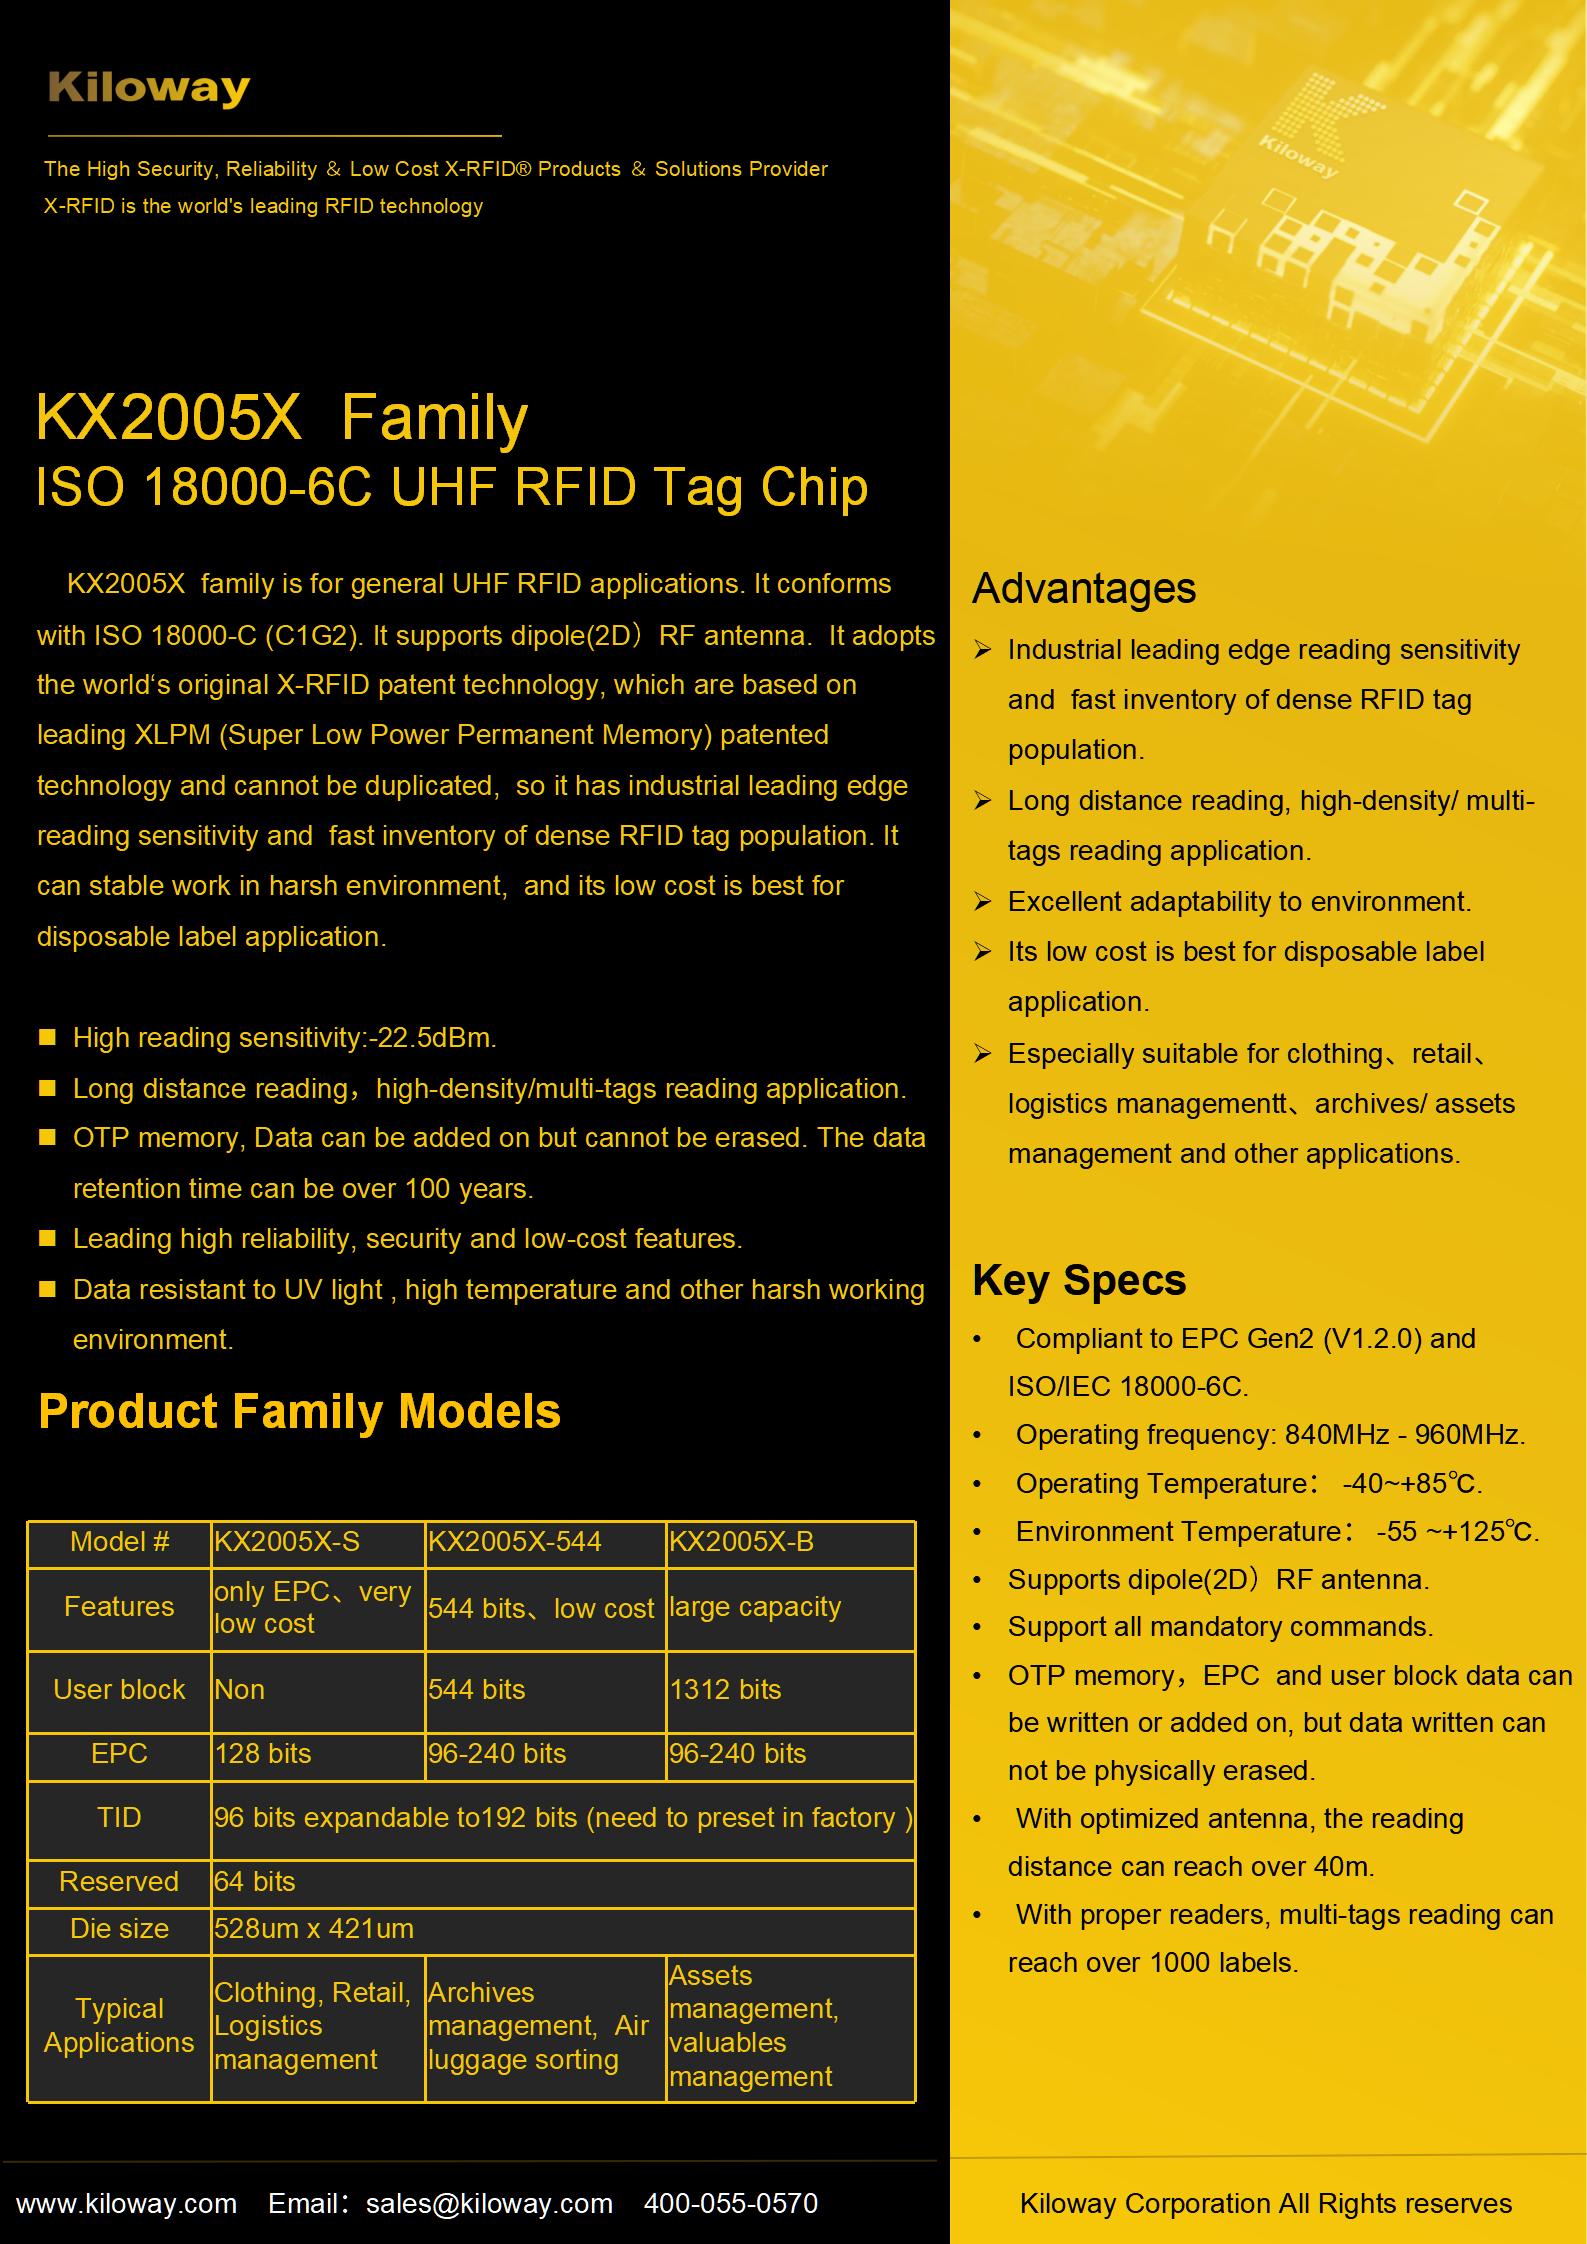 Kiloway
The High Security, Reliability ＆ Low Cost X-RFID® Products ＆ Solutions Provider
X-RFID is the world's leading RFID technology
KX2005X  Family
ISO 18000-6C UHF RFID Tag Chip
KX2005X  family is for general UHF RFID applications. It conforms
with ISO 18000-C (C1G2). It supports dipole(2D）RF antenna.  It adopts
the world‘s original X-RFID patent technology, which are based on
leading XLPM (Super Low Power Permanent Memory) patented
technology and cannot be duplicated,  so it has industrial leading edge
reading sensitivity and  fast inventory of dense RFID tag population. It
can stable work in harsh environment,  and its low cost is best for
disposable label application.
■ High reading sensitivity:-22.5dBm.
■ Long distance reading，high-density/multi-tags reading application.
■ OTP memory, Data can be added on but cannot be erased. The data
retention time can be over 100 years.
■ Leading high reliability, security and low-cost features.
■ Data resistant to UV light , high temperature and other harsh working
environment.
Product Family Models
Model # KX2005X-S KX2005X-544 KX2005X-B
Features only EPC、very low cost 544 bits、low cost large capacity
User block Non 544 bits 1312 bits
EPC 128 bits 96-240 bits 96-240 bits
TID 96 bits expandable to192 bits (need to preset in factory )
Reserved 64 bits
Die size 528um x 421um
Typical Applications Clothing, Retail, Logistics management Archives management,  Air luggage sorting Assets management, valuables management
www.kiloway.com Email：sales@kiloway.com 400-055-0570
K
Kiloway
Advantages
➢ Industrial leading edge reading sensitivity
and  fast inventory of dense RFID tag
population.
➢ Long distance reading, high-density/ multi-
tags reading application.
➢ Excellent adaptability to environment.
➢ Its low cost is best for disposable label
application.
➢ Especially suitable for clothing、retail、
logistics managementt、archives/ assets
management and other applications.
Key Specs
• Compliant to EPC Gen2 (V1.2.0) and
ISO/IEC 18000-6C.
• Operating frequency: 840MHz - 960MHz.
• Operating Temperature： -40~+85℃.
• Environment Temperature： -55 ~+125℃.
• Supports dipole(2D）RF antenna.
• Support all mandatory commands.
• OTP memory，EPC  and user block data can
be written or added on, but data written can
not be physically erased.
• With optimized antenna, the reading
distance can reach over 40m.
• With proper readers, multi-tags reading can
reach over 1000 labels.
Kiloway Corporation All Rights reserves